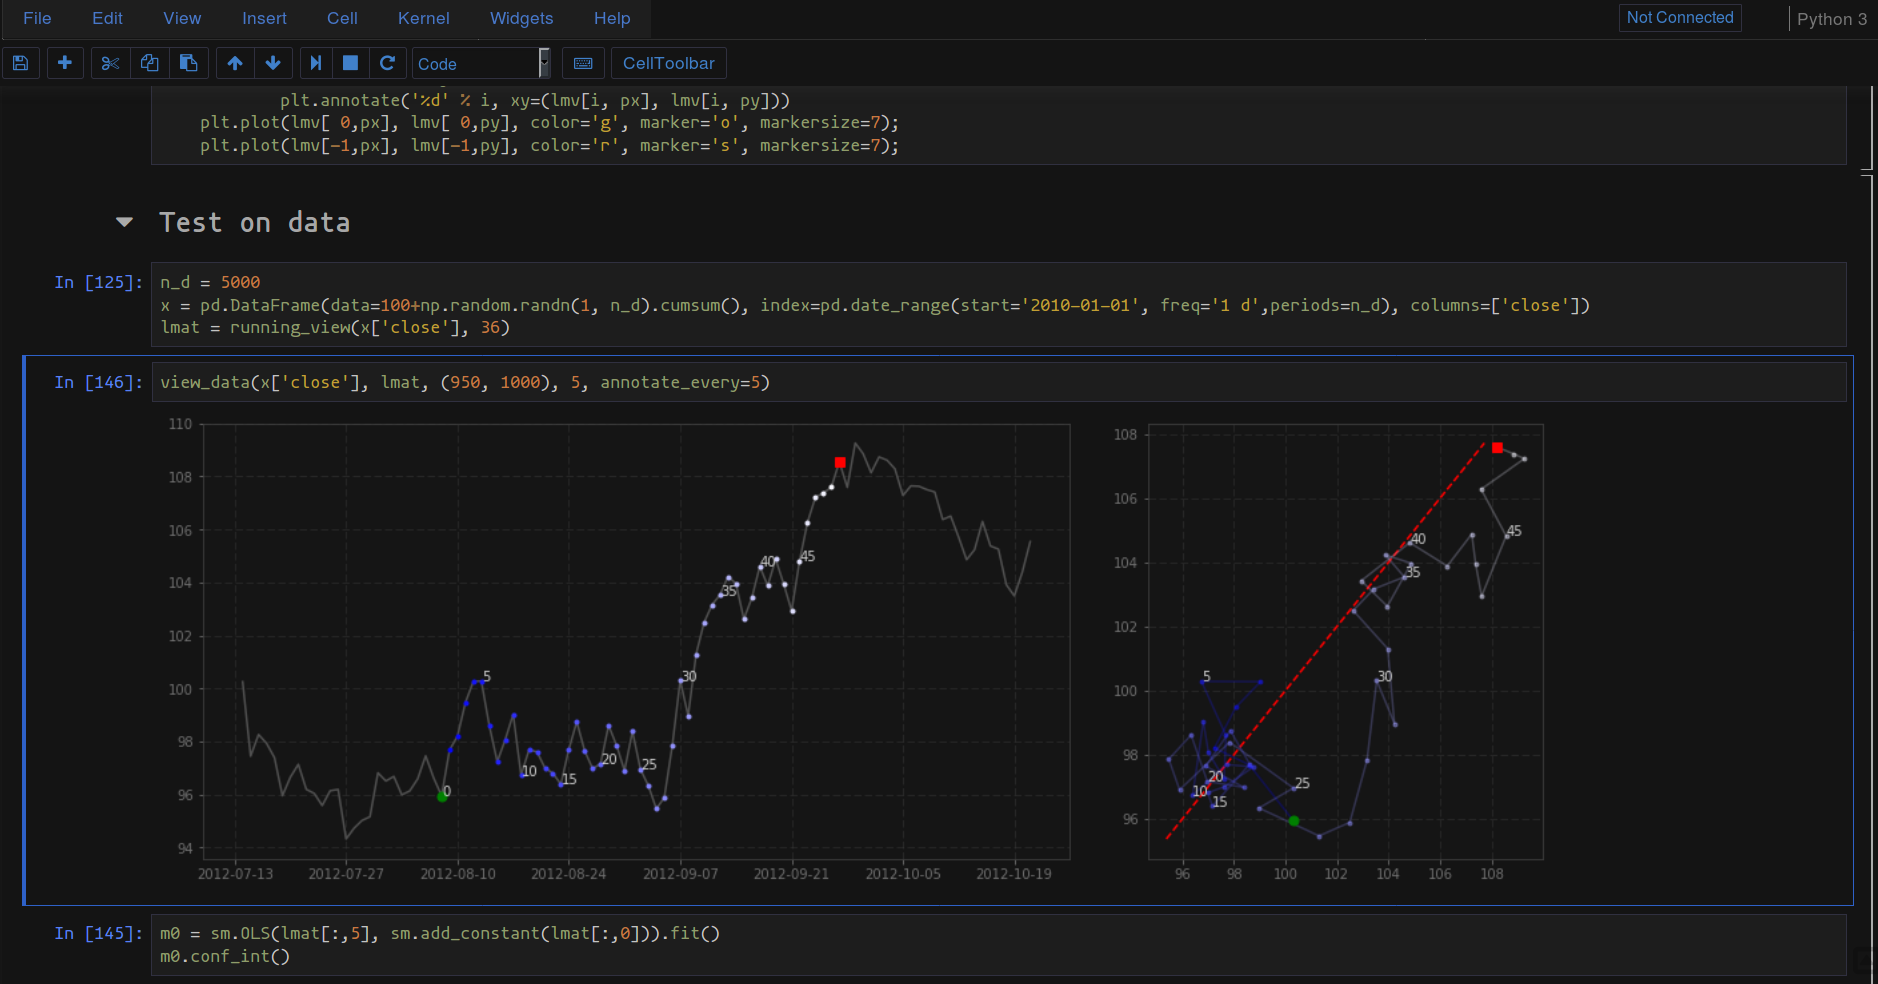 File Edit View Insert Cell Kernel Widgets Help Not Connected Python 3
Code CellToolbar
plt.annotate('%d' % i, xy=(lmv[i, px], lmv[i, py]))
plt.plot(lmv[ 0,px], lmv[ 0,py], color='g', marker='o', markersize=7);
plt.plot(lmv[-1,px], lmv[-1,py], color='r', marker='s', markersize=7);
Test on data
In [125]: n_d = 5000
x = pd.DataFrame(data=100+np.random.randn(1, n_d).cumsum(), index=pd.date_range(start='2010-01-01', freq='1 d',periods=n_d), columns=['close'])
lmat = running_view(x['close'], 36)
In [146]: view_data(x['close'], lmat, (950, 1000), 5, annotate_every=5)
110
108
106
104
102
100
98
96
94
0
5
10
15
20
25
30
35
40
45
2012-07-13 2012-07-27 2012-08-10 2012-08-24 2012-09-07 2012-09-21 2012-10-05 2012-10-19
108
106
104
102
100
98
96
5
10
15
20
25
30
35
40
45
96 98 100 102 104 106 108
In [145]: m0 = sm.OLS(lmat[:,5], sm.add_constant(lmat[:,0])).fit()
m0.conf_int()